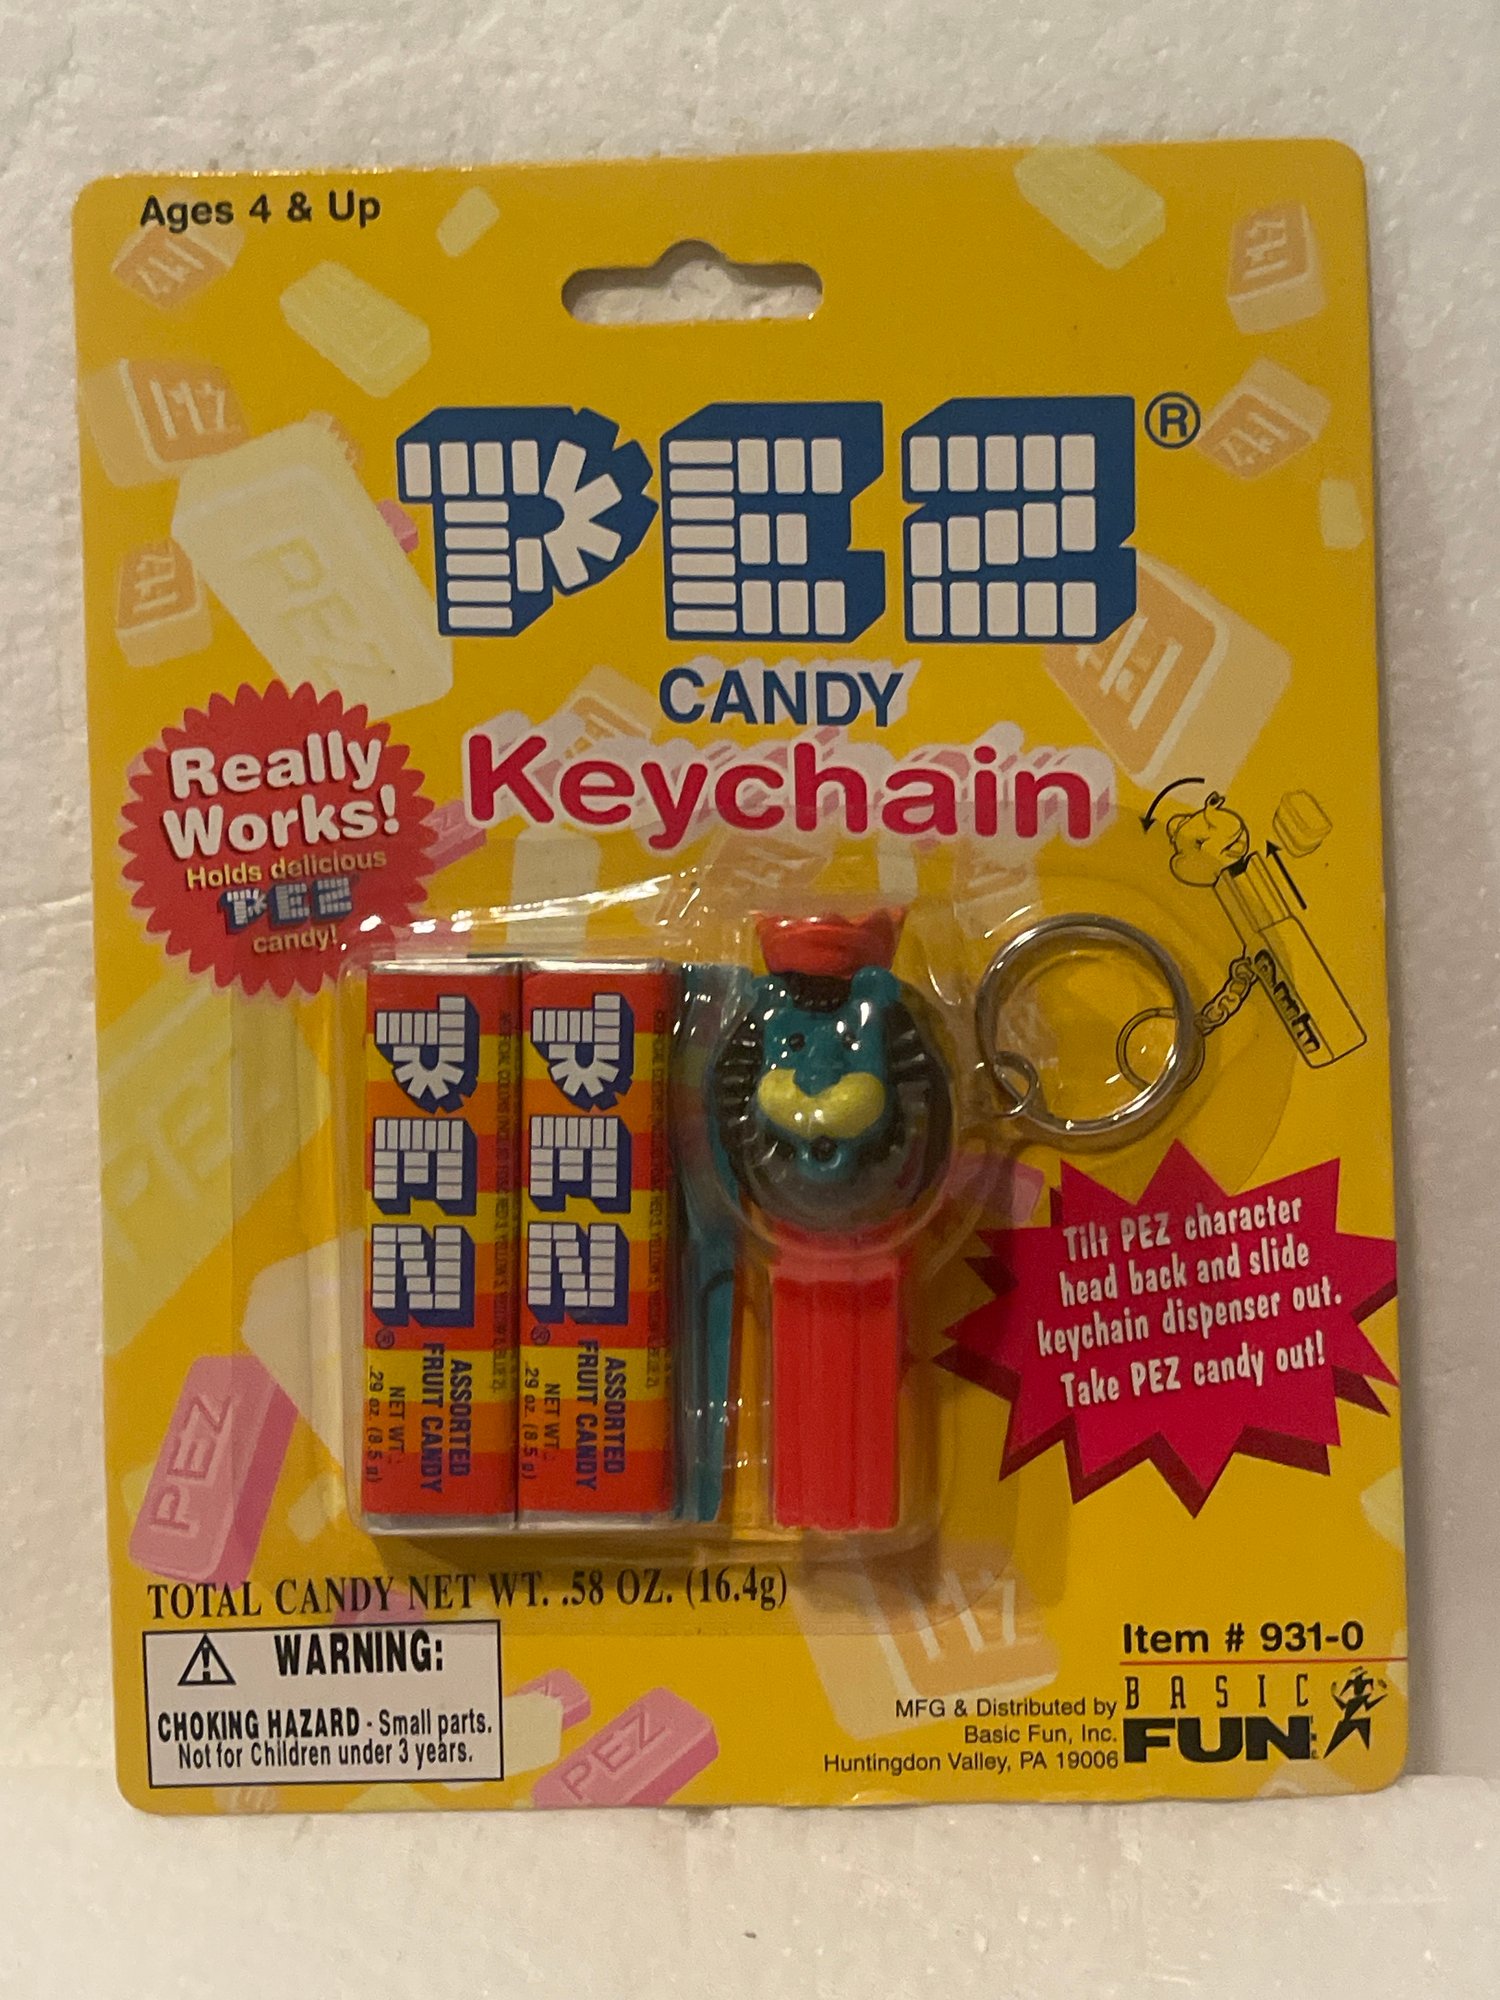 Ages 4 & Up
PEZ®
CANDY
Keychain
Really
Works!
Holds delicious
PEZ
candy!
PEZ®
ASSORTED
FRUIT CANDY
NET WT.
.29 oz. (8.5 g)
PEZ®
ASSORTED
FRUIT CANDY
NET WT.
.29 oz. (8.5 g)
Tilt PEZ character
head back and slide
keychain dispenser out.
Take PEZ candy out!
TOTAL CANDY NET WT. .58 OZ. (16.4g)
WARNING:
CHOKING HAZARD - Small parts.
Not for Children under 3 years.
Item # 931-0
MFG & Distributed by
Basic Fun, Inc.
Huntingdon Valley, PA 19006
BASIC
FUN
PEZ
PEZ
PEZ